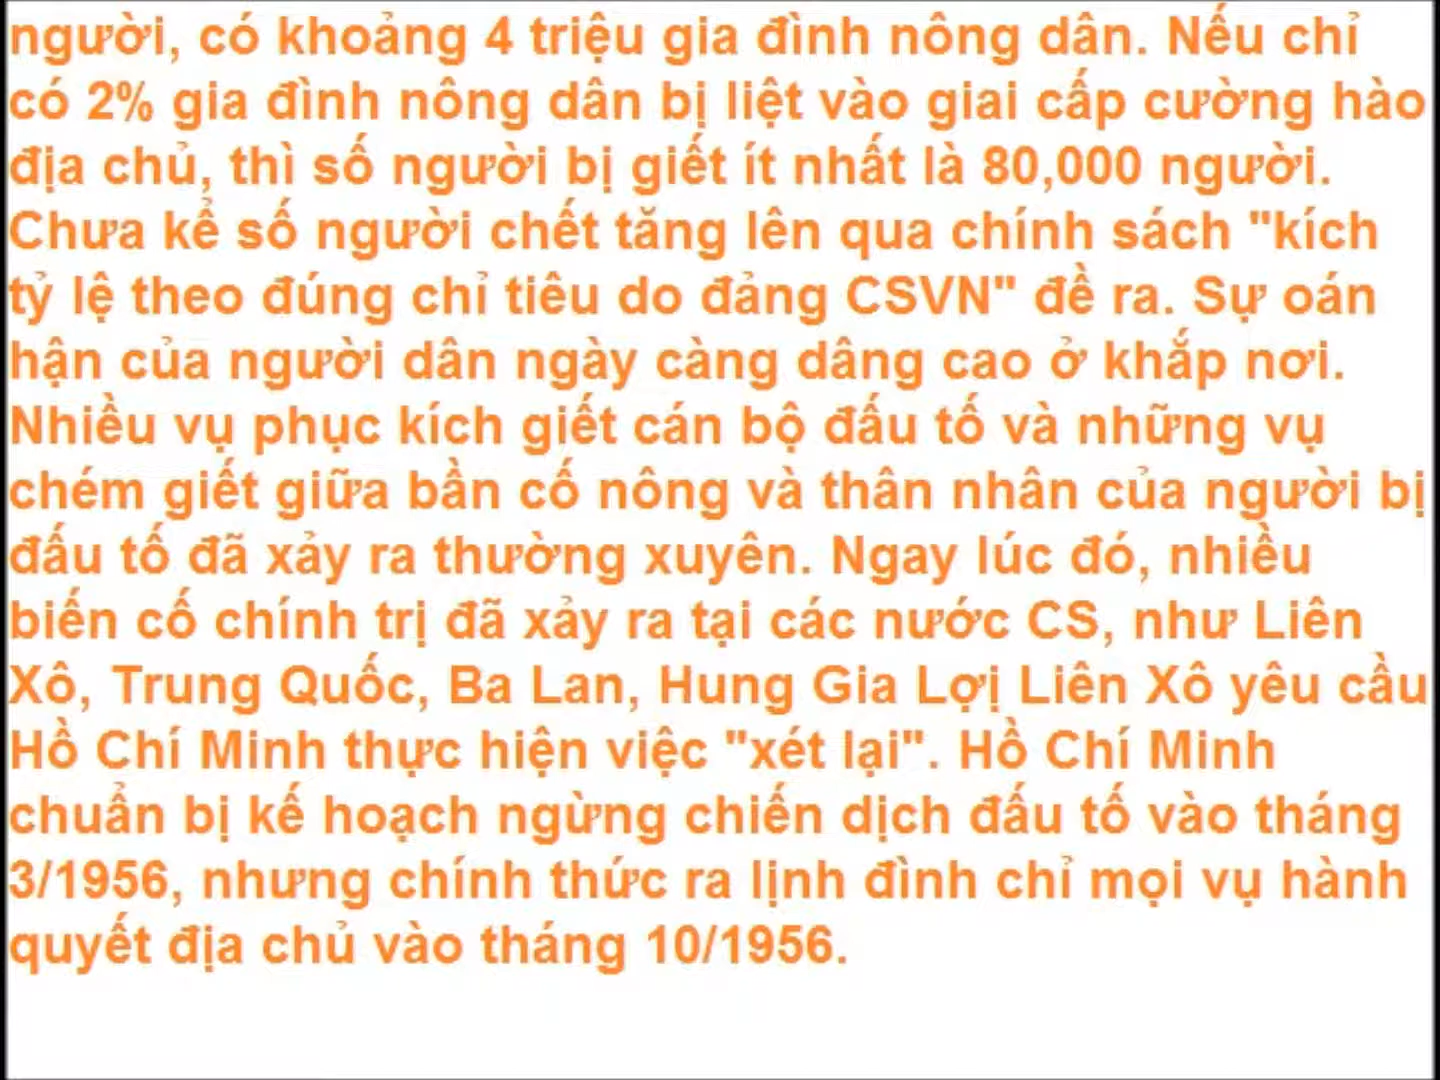 người, có khoảng 4 triệu gia đình nông dân. Nếu chỉ
có 2% gia đình nông dân bị liệt vào giai cấp cường hào
địa chủ, thì số người bị giết ít nhất là 80,000 người.
Chưa kể số người chết tăng lên qua chính sách "kích
tỷ lệ theo đúng chỉ tiêu do đảng CSVN" đề ra. Sự oán
hận của người dân ngày càng dâng cao ở khắp nơi.
Nhiều vụ phục kích giết cán bộ đấu tố và những vụ
chém giết giữa bần cố nông và thân nhân của người bị
đấu tố đã xảy ra thường xuyên. Ngay lúc đó, nhiều
biến cố chính trị đã xảy ra tại các nước CS, như Liên
Xô, Trung Quốc, Ba Lan, Hung Gia Lợi Liên Xô yêu cầu
Hồ Chí Minh thực hiện việc "xét lại". Hồ Chí Minh
chuẩn bị kế hoạch ngừng chiến dịch đấu tố vào tháng
3/1956, nhưng chính thức ra lịnh đình chỉ mọi vụ hành
quyết địa chủ vào tháng 10/1956.